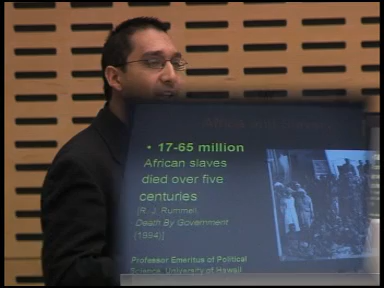 • 17-65 million
African slaves
died over five
centuries
[R. J. Rummel,
Death By Government
(1994)]
Professor Emeritus of Political
Science, University of Hawaii